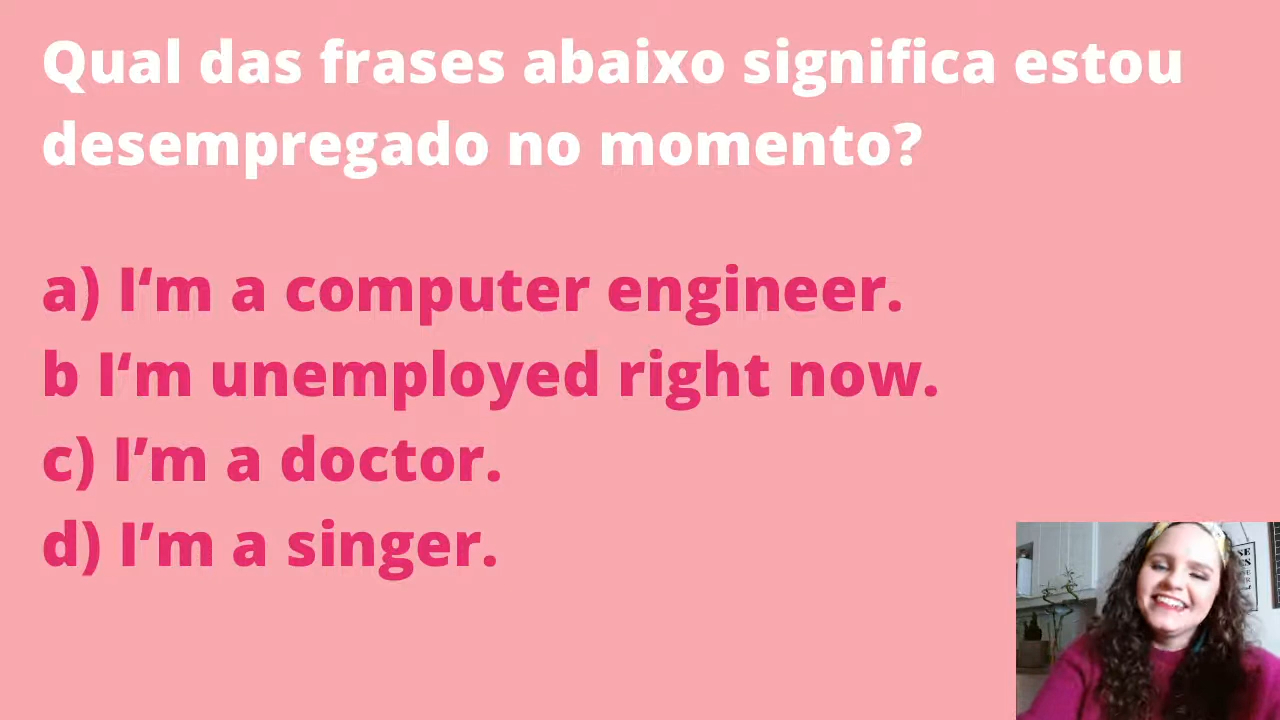 Qual das frases abaixo significa estou
desempregado no momento?
a) I‘m a computer engineer.
b I‘m unemployed right now.
c) I’m a doctor.
d) I’m a singer.